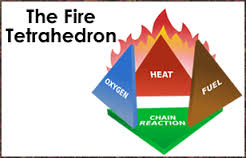 The Fire
Tetrahedron
OXYGEN
HEAT
FUEL
CHAIN
REACTION